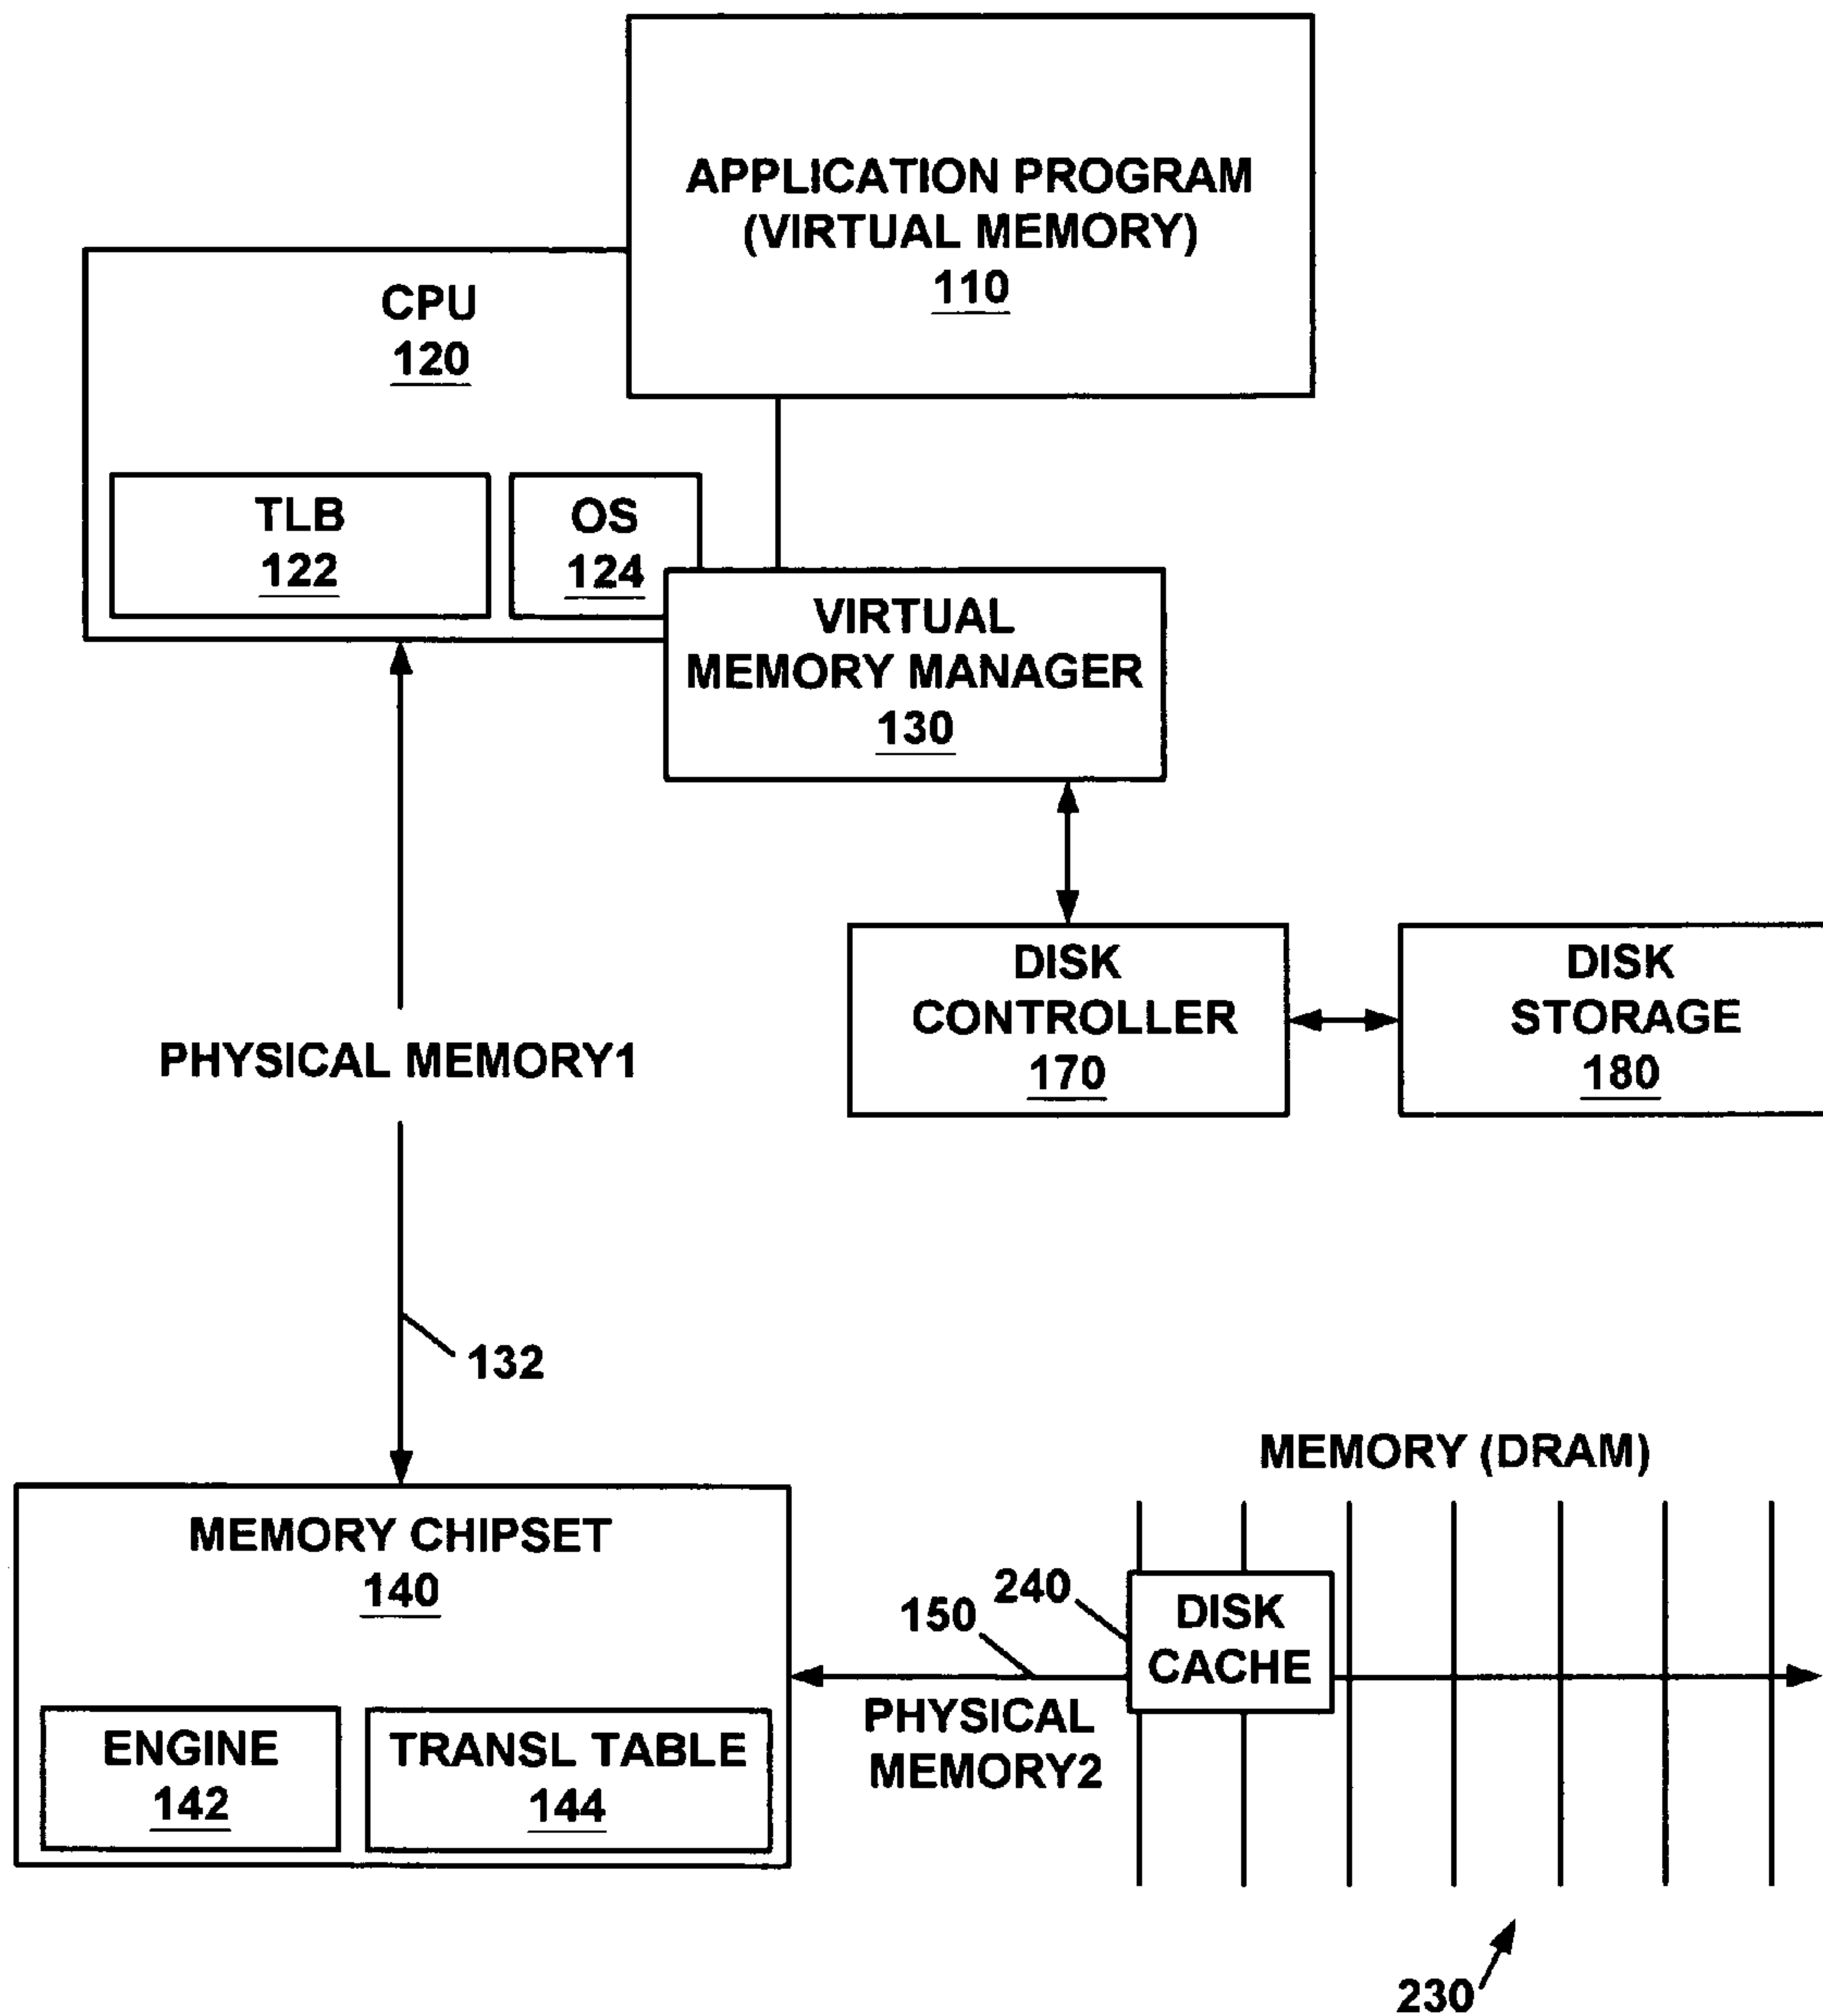 APPLICATION PROGRAM
(VIRTUAL MEMORY)
110
CPU
120
TLB
122
OS
124
VIRTUAL
MEMORY MANAGER
130
DISK
CONTROLLER
170
DISK
STORAGE
180
PHYSICAL MEMORY1
132
MEMORY CHIPSET
140
ENGINE
142
TRANSL TABLE
144
MEMORY (DRAM)
240
150
DISK
CACHE
PHYSICAL
MEMORY2
230